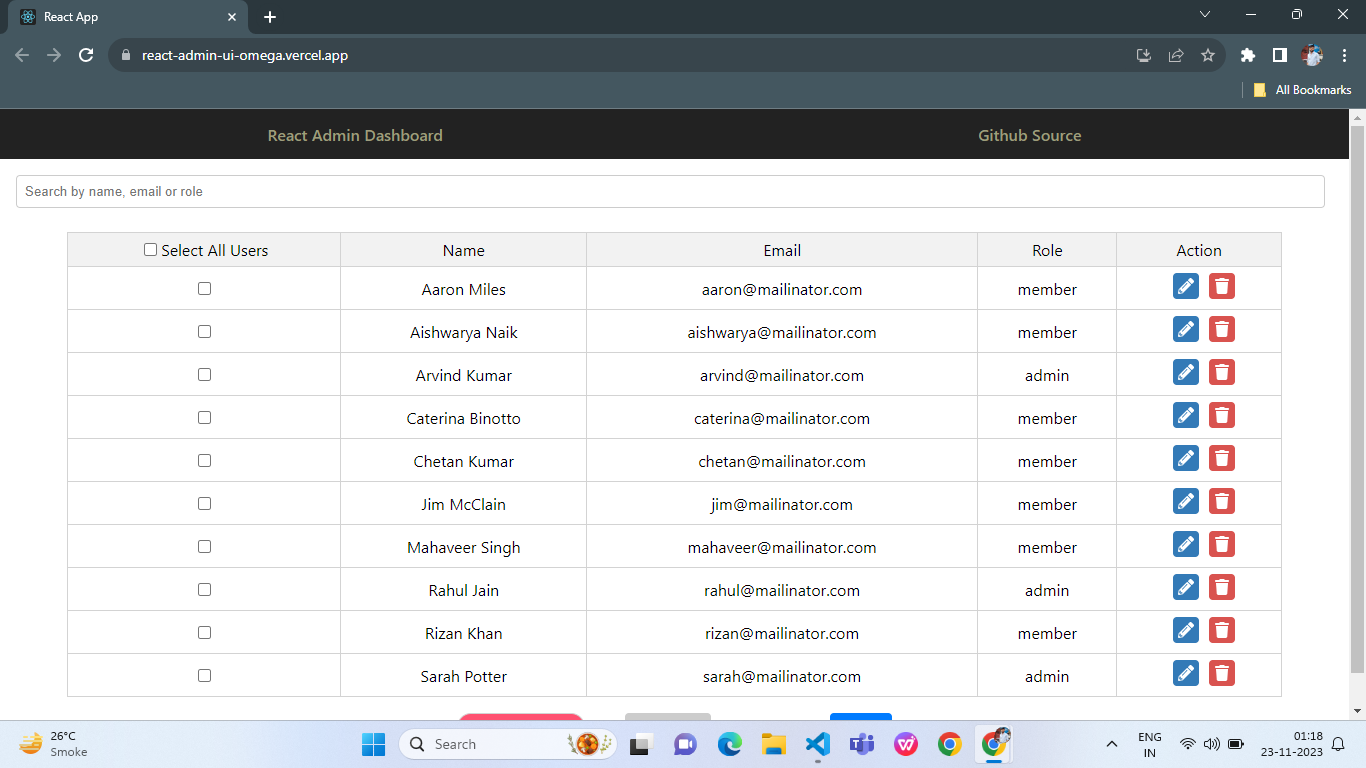 React App
react-admin-ui-omega.vercel.app
All Bookmarks
React Admin Dashboard Github Source
Search by name, email or role
Select All Users Name Email Role Action
Aaron Miles aaron@mailinator.com member
Aishwarya Naik aishwarya@mailinator.com member
Arvind Kumar arvind@mailinator.com admin
Caterina Binotto caterina@mailinator.com member
Chetan Kumar chetan@mailinator.com member
Jim McClain jim@mailinator.com member
Mahaveer Singh mahaveer@mailinator.com member
Rahul Jain rahul@mailinator.com admin
Rizan Khan rizan@mailinator.com member
Sarah Potter sarah@mailinator.com admin
26°C
Smoke
Search
ENG
IN
01:18
23-11-2023